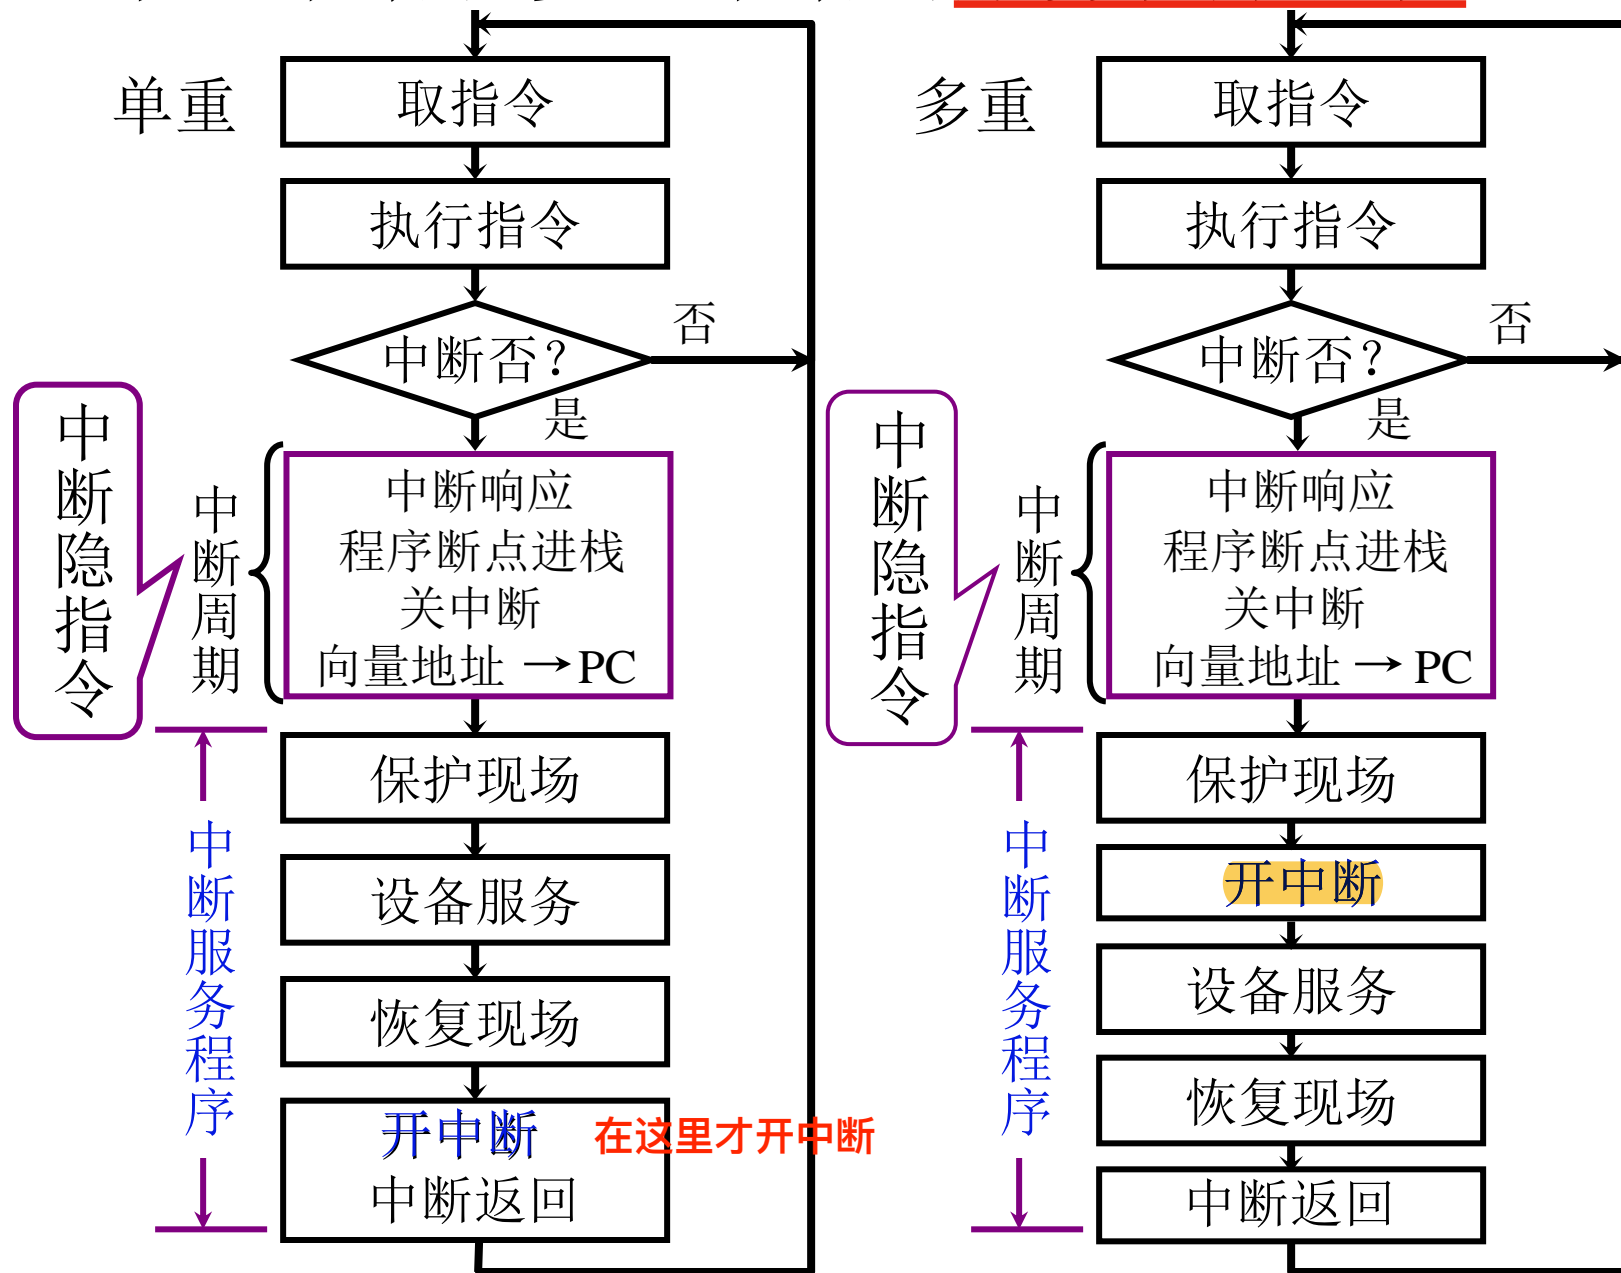 单重
取指令
执行指令
中断否？
否
是
中断隐指令
中断周期
中断响应
程序断点进栈
关中断
向量地址 → PC
中断服务程序
保护现场
设备服务
恢复现场
开中断
在这里才开中断
中断返回
多重
取指令
执行指令
中断否？
否
是
中断隐指令
中断周期
中断响应
程序断点进栈
关中断
向量地址 → PC
中断服务程序
保护现场
开中断
设备服务
恢复现场
中断返回